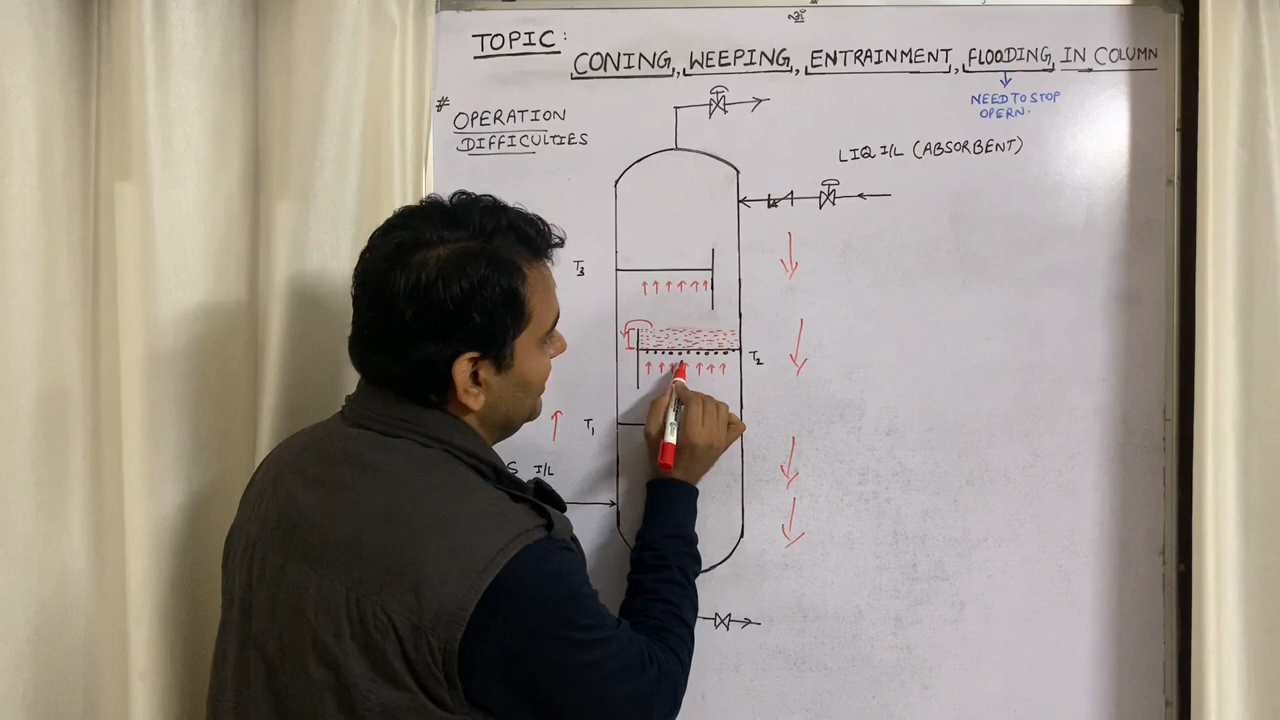 TOPIC:
CONING, WEEPING, ENTRAINMENT, FLOODING, IN COLUMN
NEED TO STOP
OPERN.
# OPERATION
DIFFICULTIES
LIQ I/L (ABSORBENT)
T3
T2
T1
S I/L